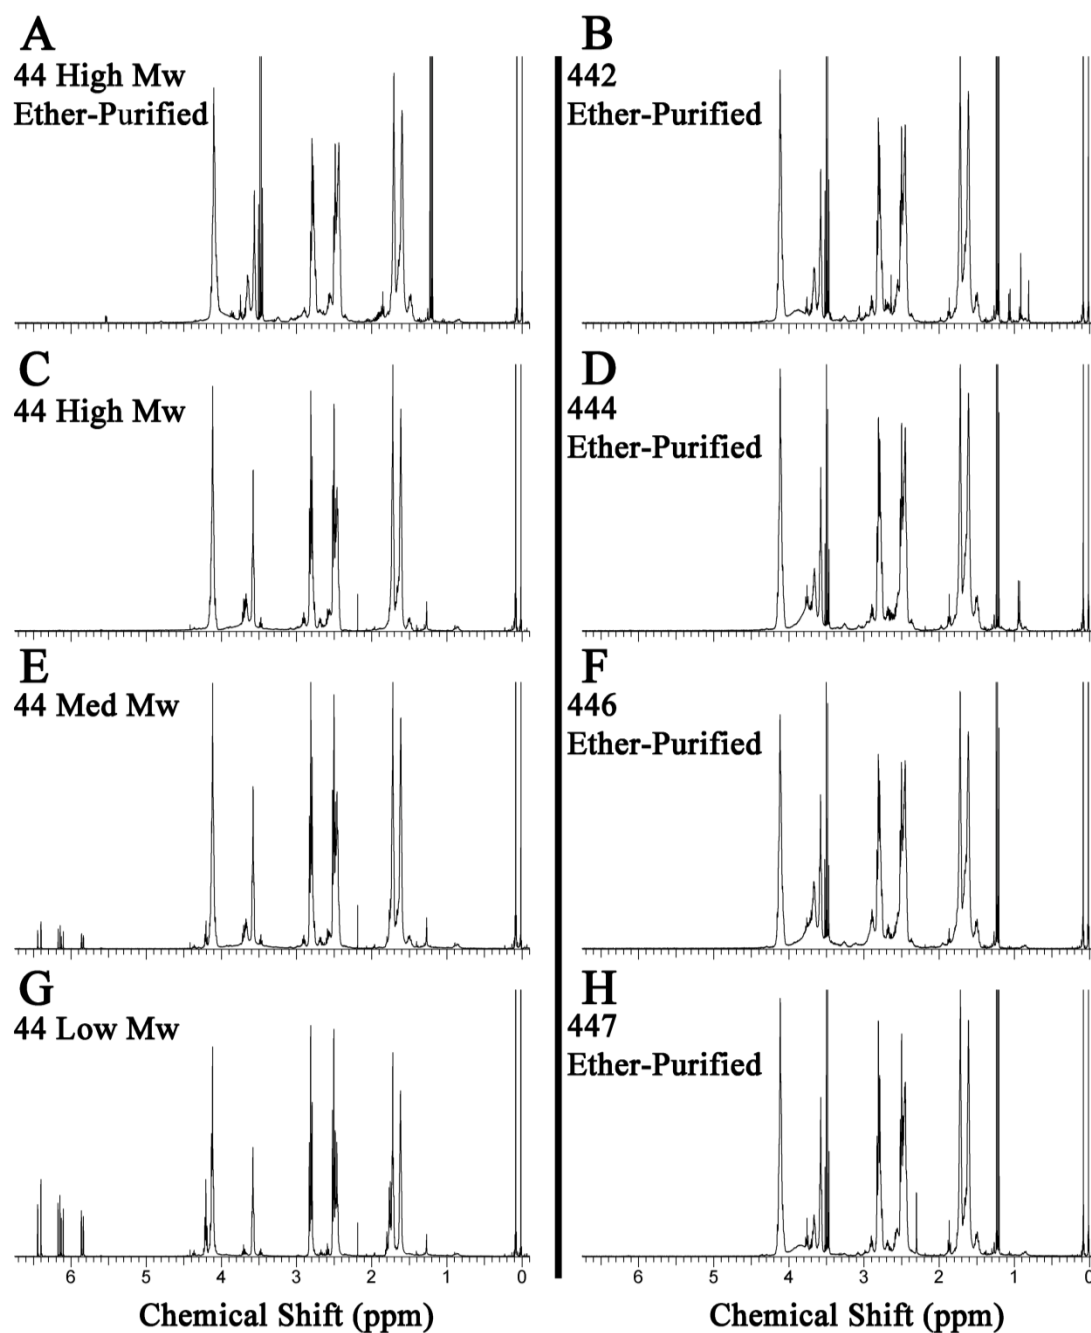 A
44 High Mw
Ether-Purified
B
442
Ether-Purified
C
44 High Mw
D
444
Ether-Purified
E
44 Med Mw
F
446
Ether-Purified
G
44 Low Mw
H
447
Ether-Purified
6 5 4 3 2 1 0
6 5 4 3 2 1 0
Chemical Shift (ppm)
Chemical Shift (ppm)